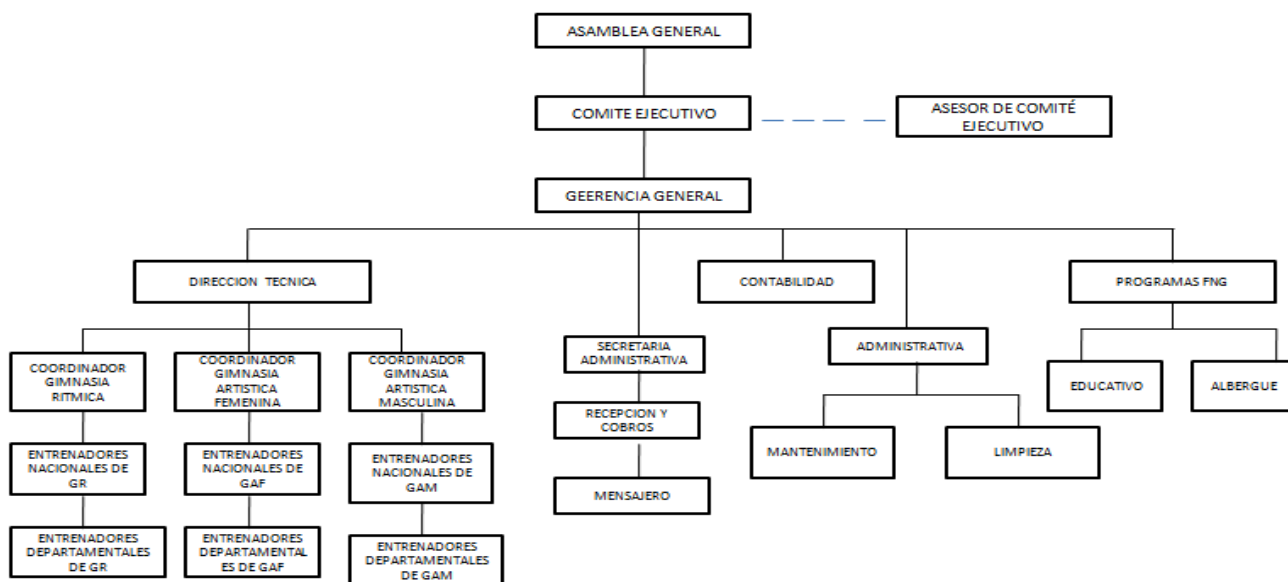 ASAMBLEA GENERAL
COMITE EJECUTIVO
ASESOR DE COMITÉ
EJECUTIVO
GEERENCIA GENERAL
DIRECCION TECNICA
CONTABILIDAD
PROGRAMAS FNG
SECRETARIA
ADMINISTRATIVA
ADMINISTRATIVA
COORDINADOR
GIMNASIA
RITMICA
COORDINADOR
GIMNASIA
ARTISTICA
FEMENINA
COORDINADOR
GIMNASIA
ARTISTICA
MASCULINA
EDUCATIVO
ALBERGUE
RECEPCION Y
COBROS
MANTENIMIENTO
LIMPIEZA
ENTRENADORES
NACIONALES DE
GR
ENTRENADORES
NACIONALES DE
GAF
ENTRENADORES
NACIONALES DE
GAM
MENSAJERO
ENTRENADORES
DEPARTAMENTALES
DE GR
ENTRENADORES
DEPARTAMENTAL
ES DE GAF
ENTRENADORES
DEPARTAMENTALES
DE GAM